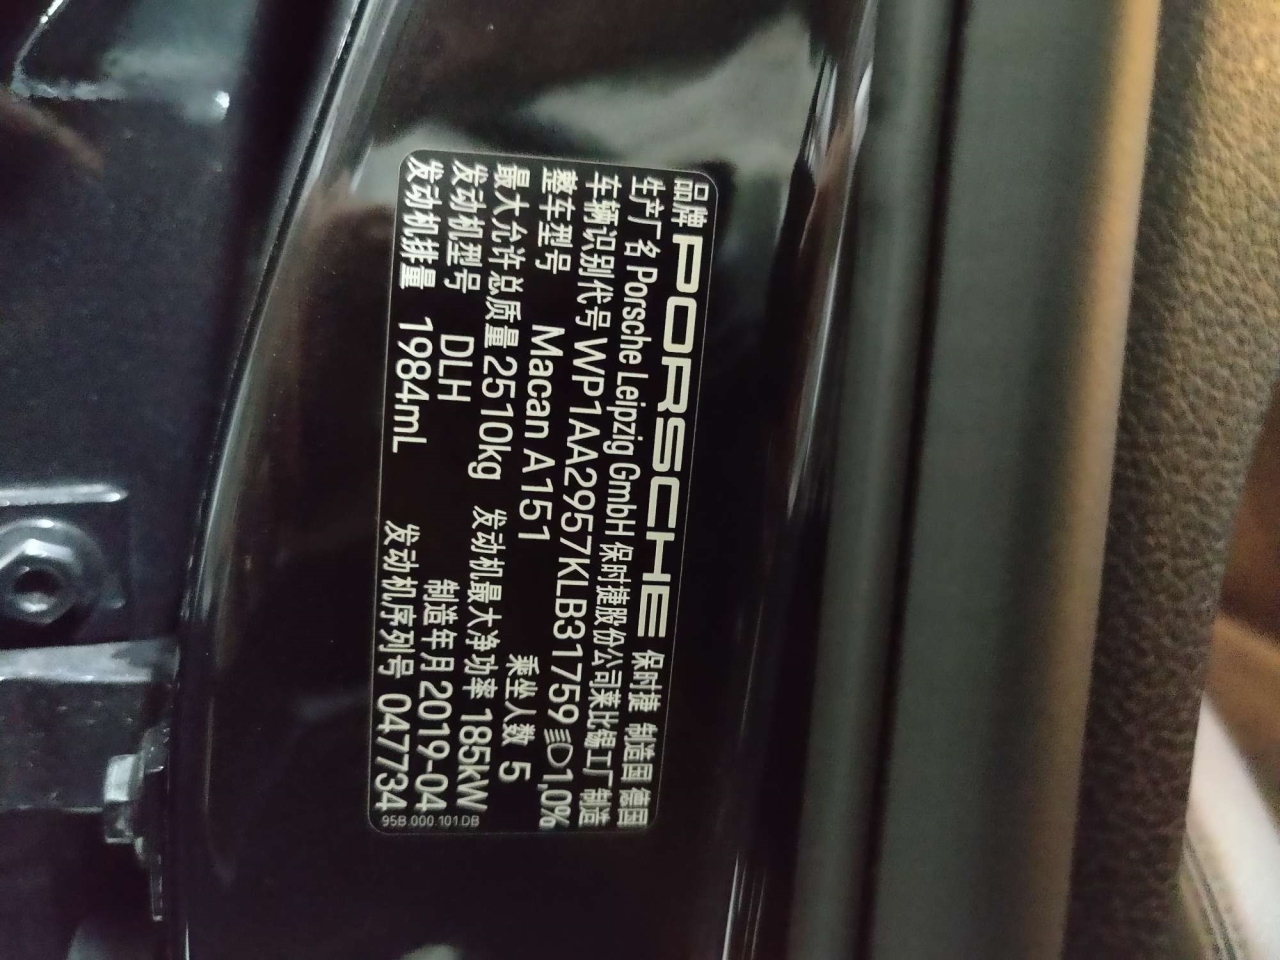 品牌 PORSCHE 保时捷 制造国 德国
生产厂名 Porsche Leipzig GmbH 保时捷股份公司莱比锡工厂制造
车辆识别代号 WP1AA2957KLB31759 1,0%
整车型号 Macan A151 乘坐人数 5
最大允许总质量 2510kg 发动机最大净功率 185kW
发动机型号 DLH 制造年月 2019-04
发动机排量 1984mL 发动机序列号 047734
95B.000.101.DB